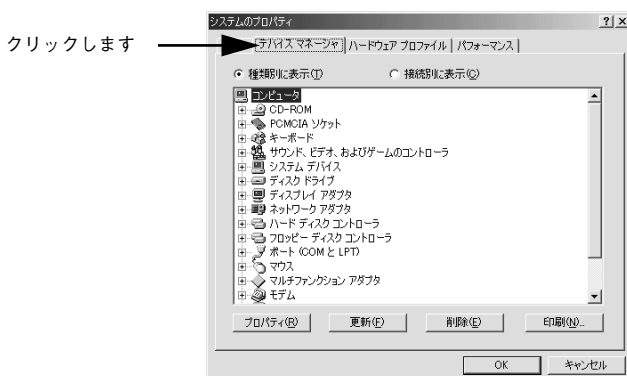 システムのプロパティ
クリックします
デバイス マネージャ ハードウェア プロファイル パフォーマンス
種類別に表示(T) 接続別に表示(C)
コンピュータ
CD-ROM
PCMCIA ソケット
キーボード
サウンド、ビデオ、およびゲームのコントローラ
システム デバイス
ディスク ドライブ
ディスプレイ アダプタ
ネットワーク アダプタ
ハード ディスク コントローラ
フロッピー ディスク コントローラ
ポート (COM と LPT)
マウス
マルチファンクション アダプタ
モデム
プロパティ(R) 更新(F) 削除(E) 印刷(N)...
OK キャンセル